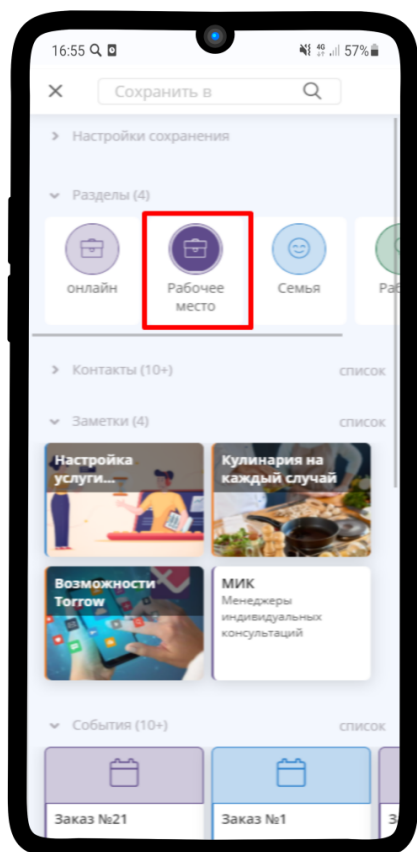 16:55
4G
57%
Сохранить в
Настройки сохранения
Разделы (4)
онлайн
Рабочее
место
Семья
Контакты (10+)
список
Заметки (4)
список
Настройка
услуги...
Кулинария на
каждый случай
Возможности
Torrow
МИК
Менеджеры
индивидуальных
консультаций
События (10+)
список
Заказ №21
Заказ №1